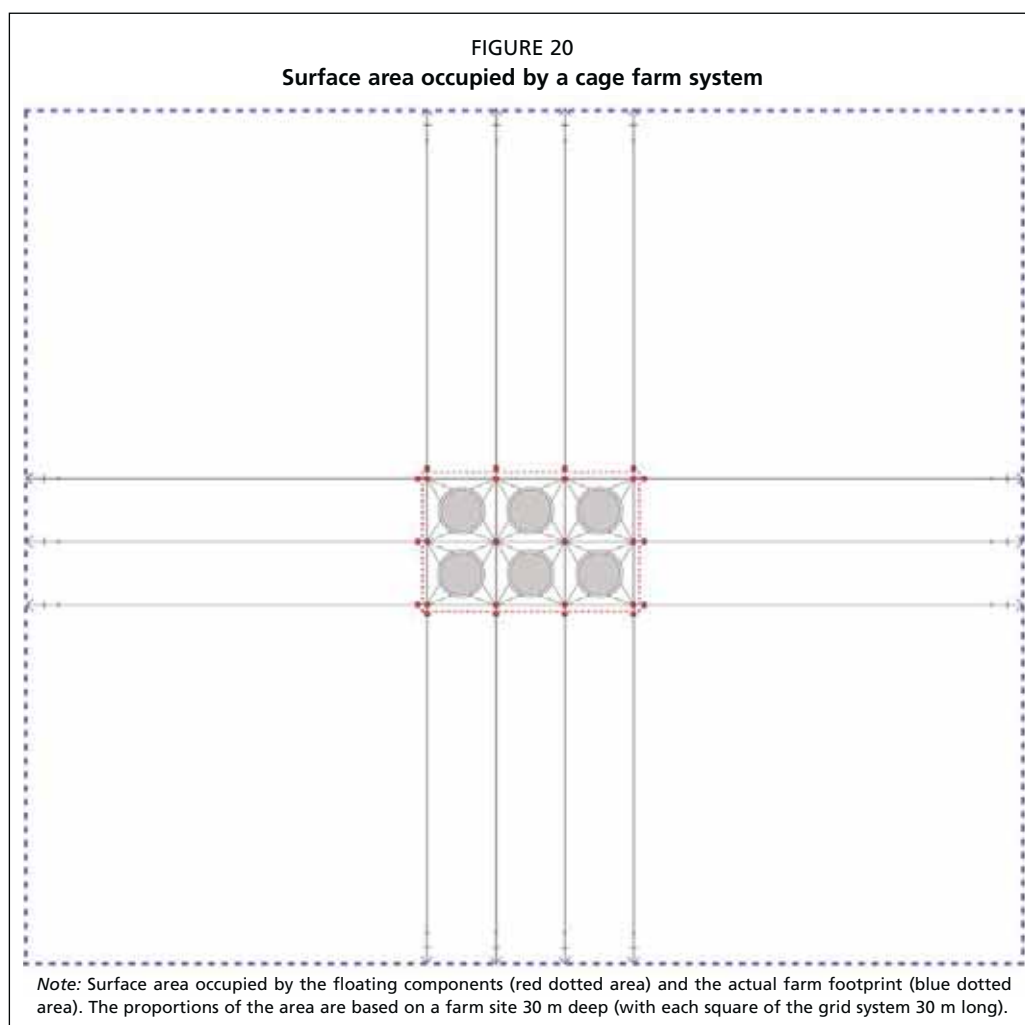 FIGURE 20
Surface area occupied by a cage farm system
Note: Surface area occupied by the floating components (red dotted area) and the actual farm footprint (blue dotted
area). The proportions of the area are based on a farm site 30 m deep (with each square of the grid system 30 m long).